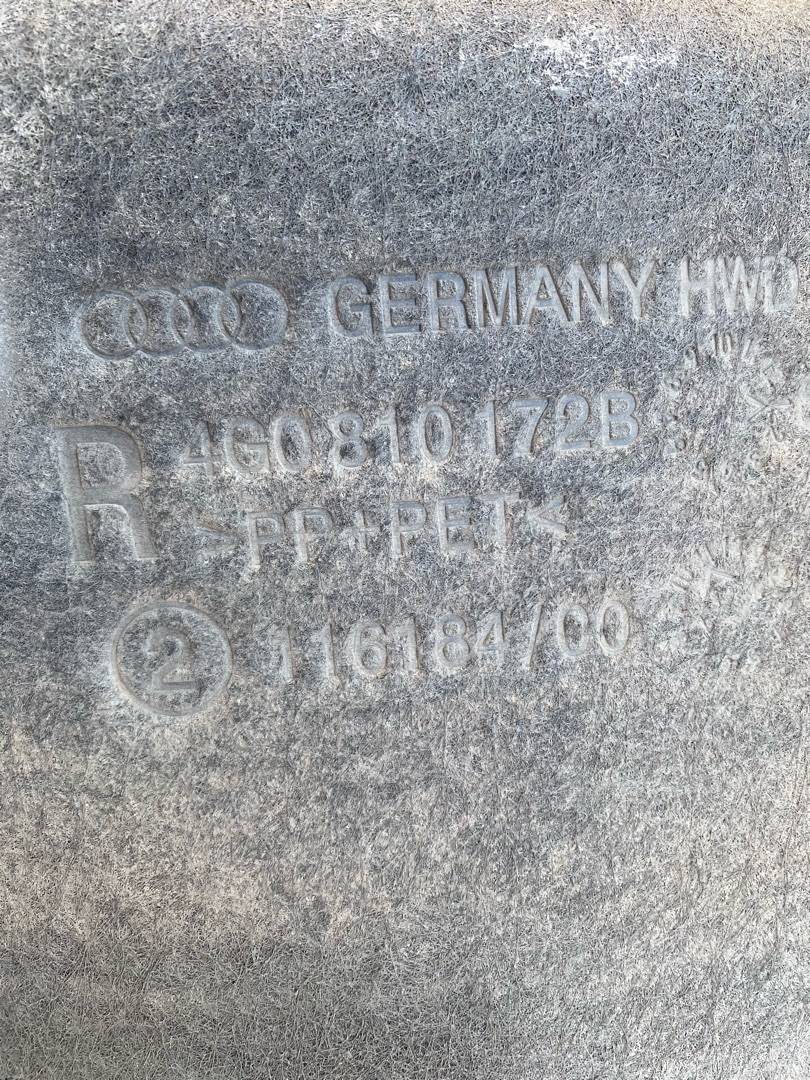 GERMANY HWD
R 4G0 810 172B
>PP+PET<
2 116184/00